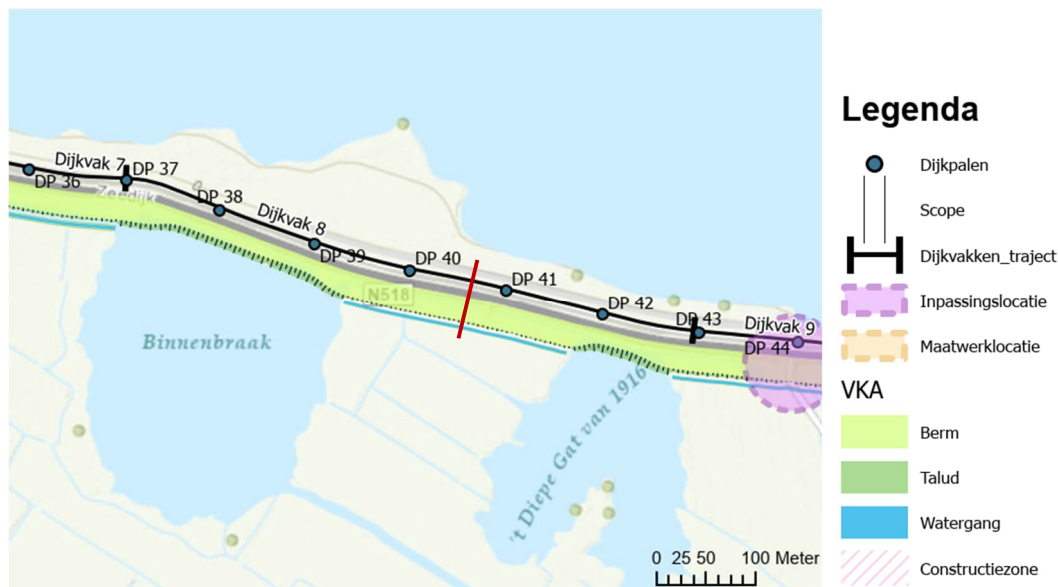 Dijkvak 7
DP 37
DP 36
Zeedijk
DP 38
Dijkvak 8
DP 39
DP 40
N518
DP 41
DP 42
DP 43
Dijkvak 9
DP 44
Binnenbraak
't Diepe Gat van 1916
0 25 50 100 Meter
Legenda
Dijkpalen
Scope
Dijkvakken_traject
Inpassingslocatie
Maatwerklocatie
VKA
Berm
Talud
Watergang
Constructiezone